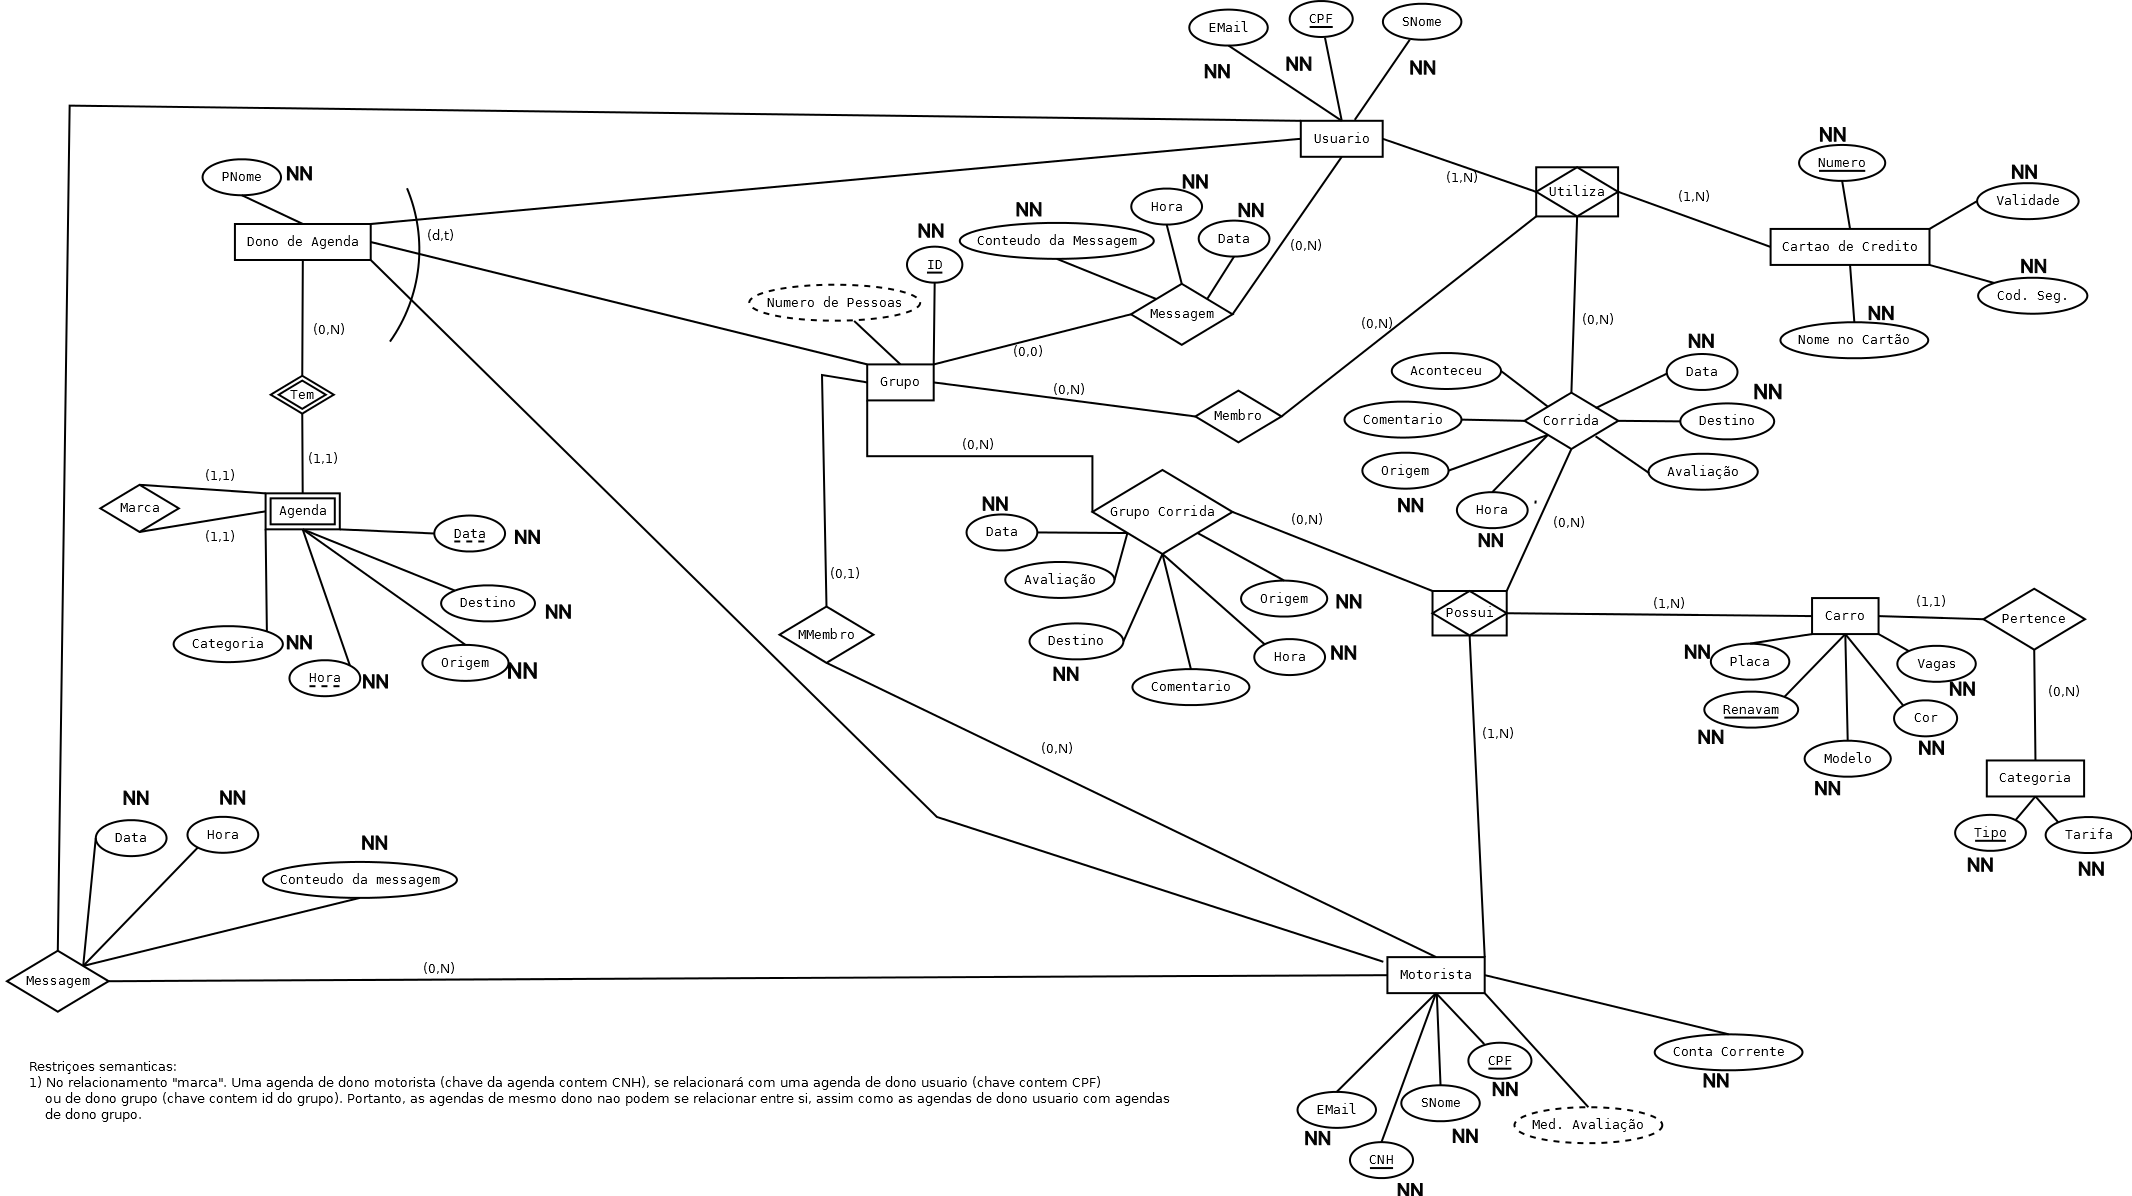 CPF
EMail
SNome
NN
NN
NN
Usuario
NN
Numero
NN
Validade
(1,N)
Utiliza
(1,N)
NN
PNome
NN
Hora
NN
Data
NN
Conteudo da Messagem
NN
ID
(d,t)
Dono de Agenda
(0,N)
Cartao de Credito
NN
Cod. Seg.
Numero de Pessoas
Messagem
NN
Nome no Cartão
(0,N)
(0,N)
(0,N)
(0,0)
NN
Aconteceu
Data
Grupo
(0,N)
NN
Tem
Comentario
Corrida
Destino
Membro
(0,N)
(1,1)
Origem
Avaliação
NN
(1,1)
Marca
Agenda
(1,1)
NN
Grupo Corrida
(0,N)
Hora
NN
(0,N)
Data
NN
Data
(0,1)
Avaliação
Origem
NN
Destino
NN
(1,N)
(1,1)
Possui
Carro
Pertence
MMembro
Destino
NN
Comentario
Hora
NN
Categoria
NN
Hora
NN
Origem
NN
NN
Placa
Vagas
NN
(0,N)
Renavam
NN
Cor
NN
Modelo
NN
(1,N)
(0,N)
Categoria
Tipo
NN
Tarifa
NN
NN
Data
NN
Hora
NN
Conteudo da messagem
Messagem
(0,N)
Motorista
CPF
NN
Conta Corrente
NN
EMail
NN
SNome
NN
Med. Avaliação
CNH
NN
Restriçoes semanticas:
1) No relacionamento "marca". Uma agenda de dono motorista (chave da agenda contem CNH), se relacionará com uma agenda de dono usuario (chave contem CPF)
ou de dono grupo (chave contem id do grupo). Portanto, as agendas de mesmo dono nao podem se relacionar entre si, assim como as agendas de dono usuario com agendas
de dono grupo.